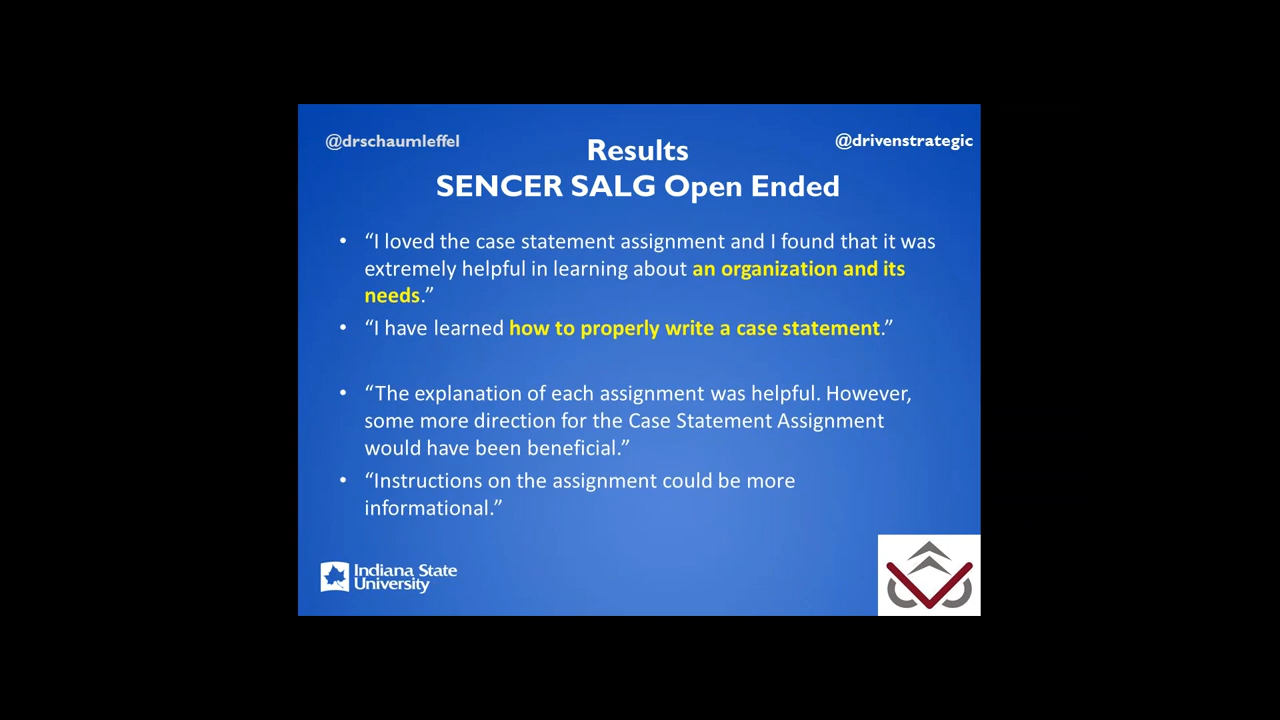 @drschaumleffel
@drivenstrategic
Results
SENCER SALG Open Ended
• “I loved the case statement assignment and I found that it was
extremely helpful in learning about an organization and its
needs.”
• “I have learned how to properly write a case statement.”
• “The explanation of each assignment was helpful. However,
some more direction for the Case Statement Assignment
would have been beneficial.”
• “Instructions on the assignment could be more
informational.”
Indiana State
University